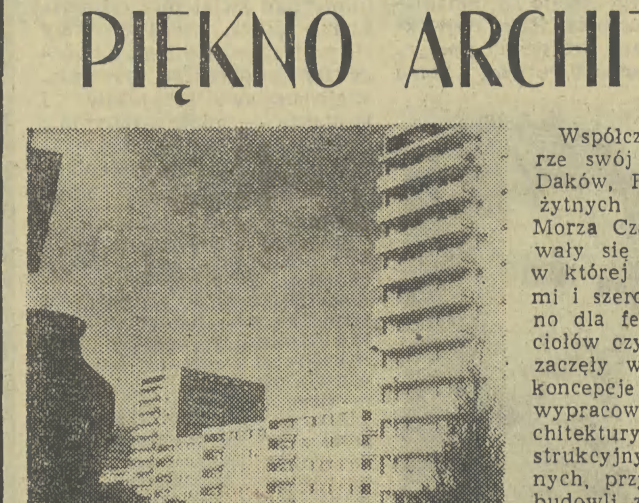 PIĘKNO ARCHI
Współcz
rze swój
Daków, R
żytnych
Morza Cz
wały się
w której
mi i szero
no dla fe
ciołów czy
zaczęły w
koncepcje
wypracow
chitektury
strukcyjny
nych, prz
budowli